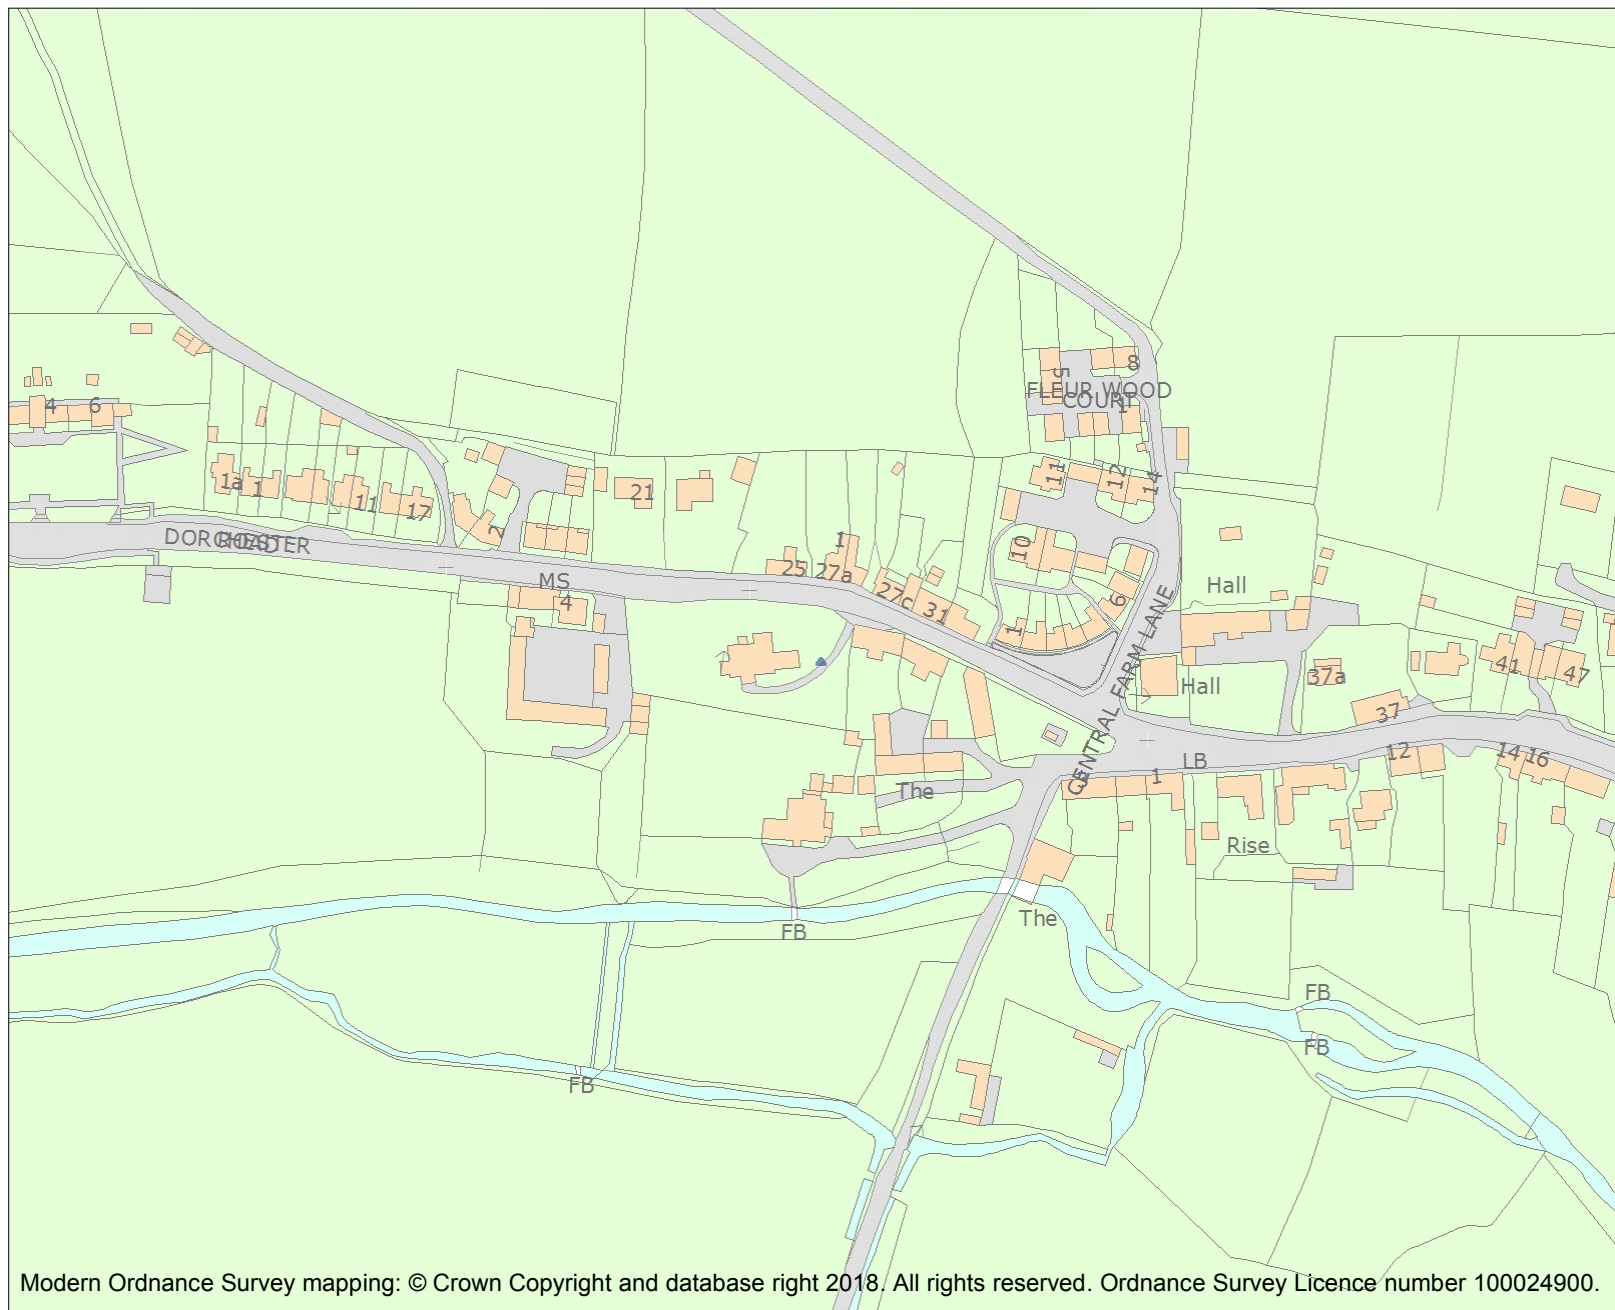 8
5
FLEUR WOOD
COURT
1
4
6
11
12
14
1a
1
11
17
2
21
DORCHESTER
ROAD
1
10
MS
4
25
27a
27c
31
1
6
Hall
CENTRAL FARM LANE
Hall
41
47
37a
37
12
14
16
LB
1
The
Rise
The
FB
FB
FB
FB
Modern Ordnance Survey mapping: © Crown Copyright and database right 2018. All rights reserved. Ordnance Survey Licence number 100024900.